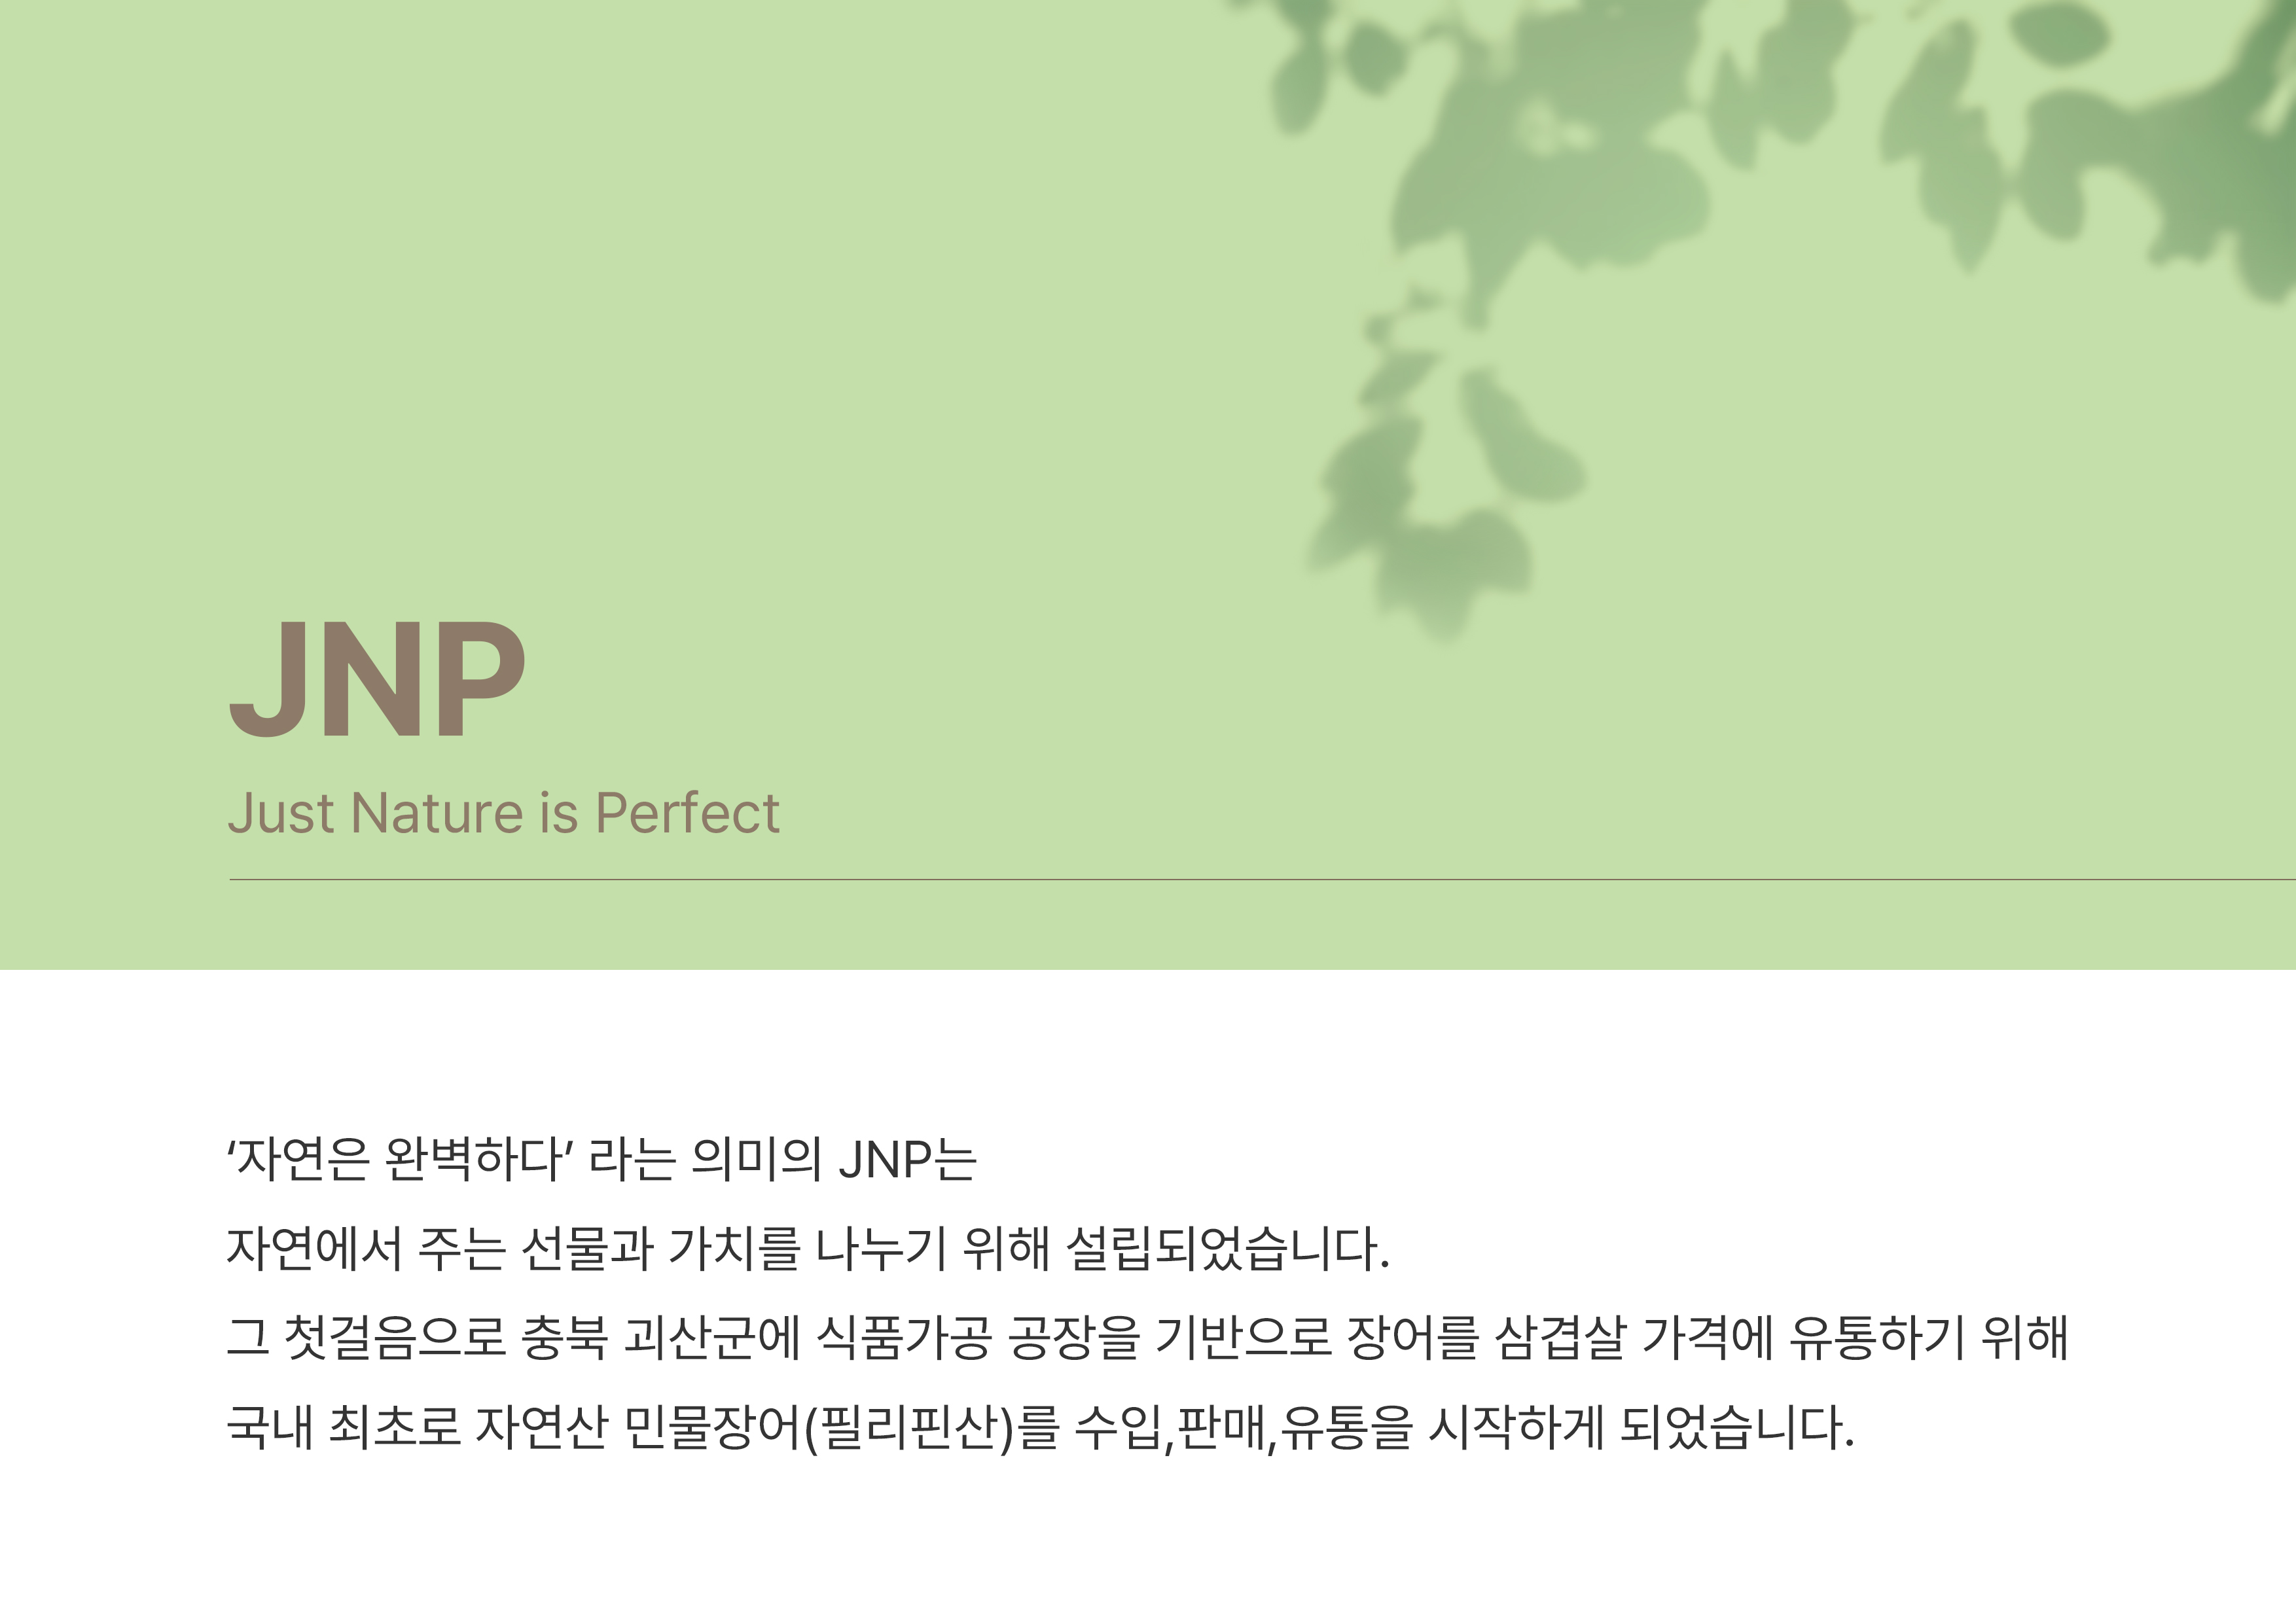 JNP
Just Nature is Perfect
‘자연은 완벽하다’ 라는 의미의 JNP는
자연에서 주는 선물과 가치를 나누기 위해 설립되었습니다.
그 첫걸음으로 충북 괴산군에 식품가공 공장을 기반으로 장어를 삼겹살 가격에 유통하기 위해
국내 최초로 자연산 민물장어(필리핀산)를 수입,판매,유통을 시작하게 되었습니다.